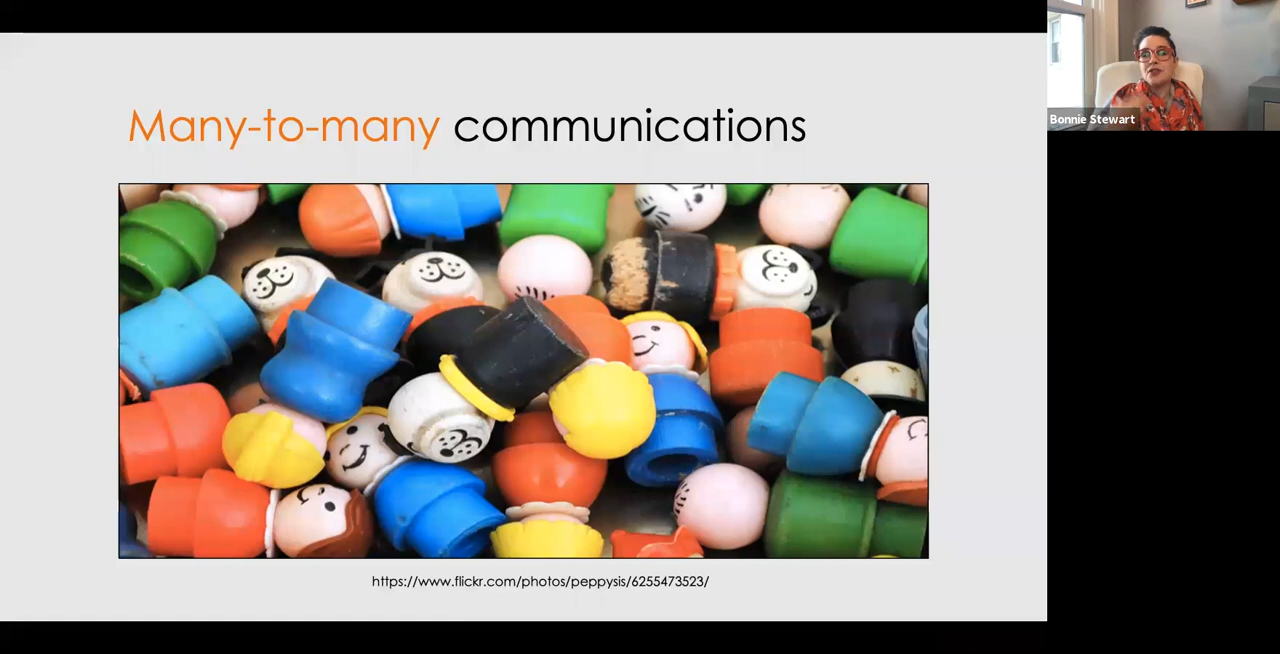 Many-to-many communications
Bonnie Stewart
https://www.flickr.com/photos/peppysis/6255473523/